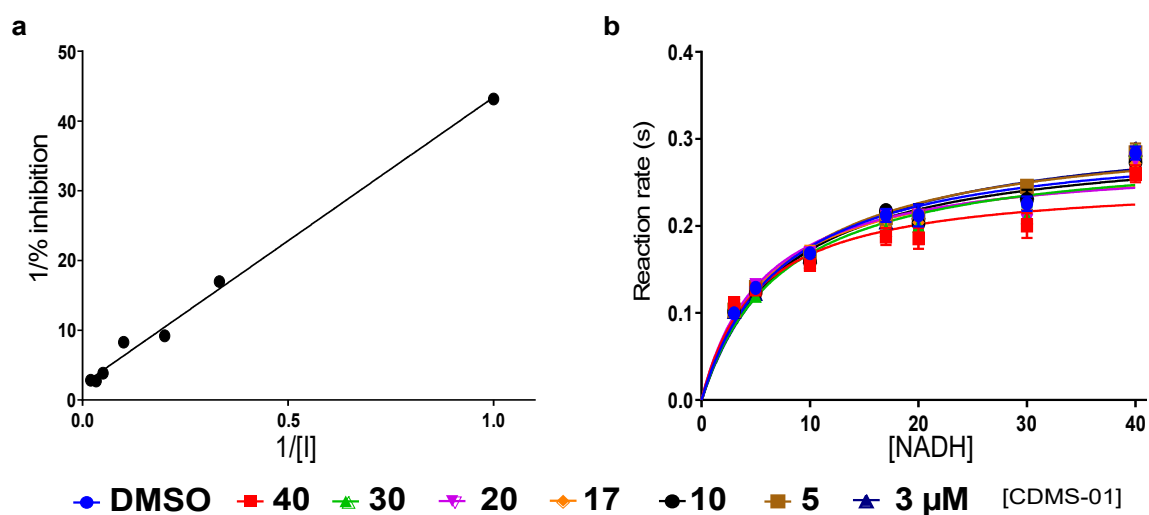 a
50
40
30
20
10
0
1/% inhibition
0.0 0.5 1.0
1/[I]
b
0.4
0.3
0.2
0.1
0.0
Reaction rate (s)
0 10 20 30 40
[NADH]
DMSO 40 30 20 17 10 5 3 µM [CDMS-01]